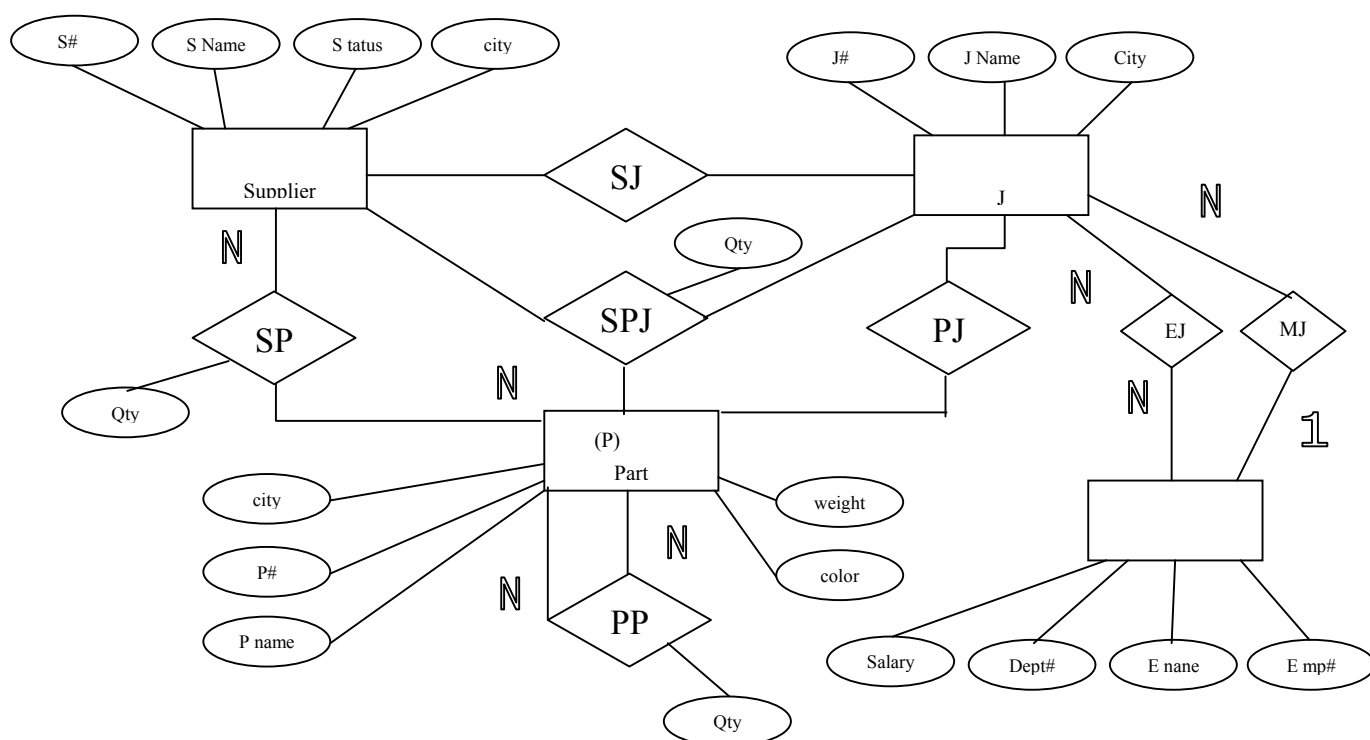 S#
S Name
S tatus
city
J#
J Name
City
Supplier
SJ
J
N
N
Qty
N
SPJ
SP
PJ
EJ
MJ
N
N
Qty
1
(P)
Part
city
weight
N
P#
color
N
PP
P name
Salary
Dept#
E nane
E mp#
Qty